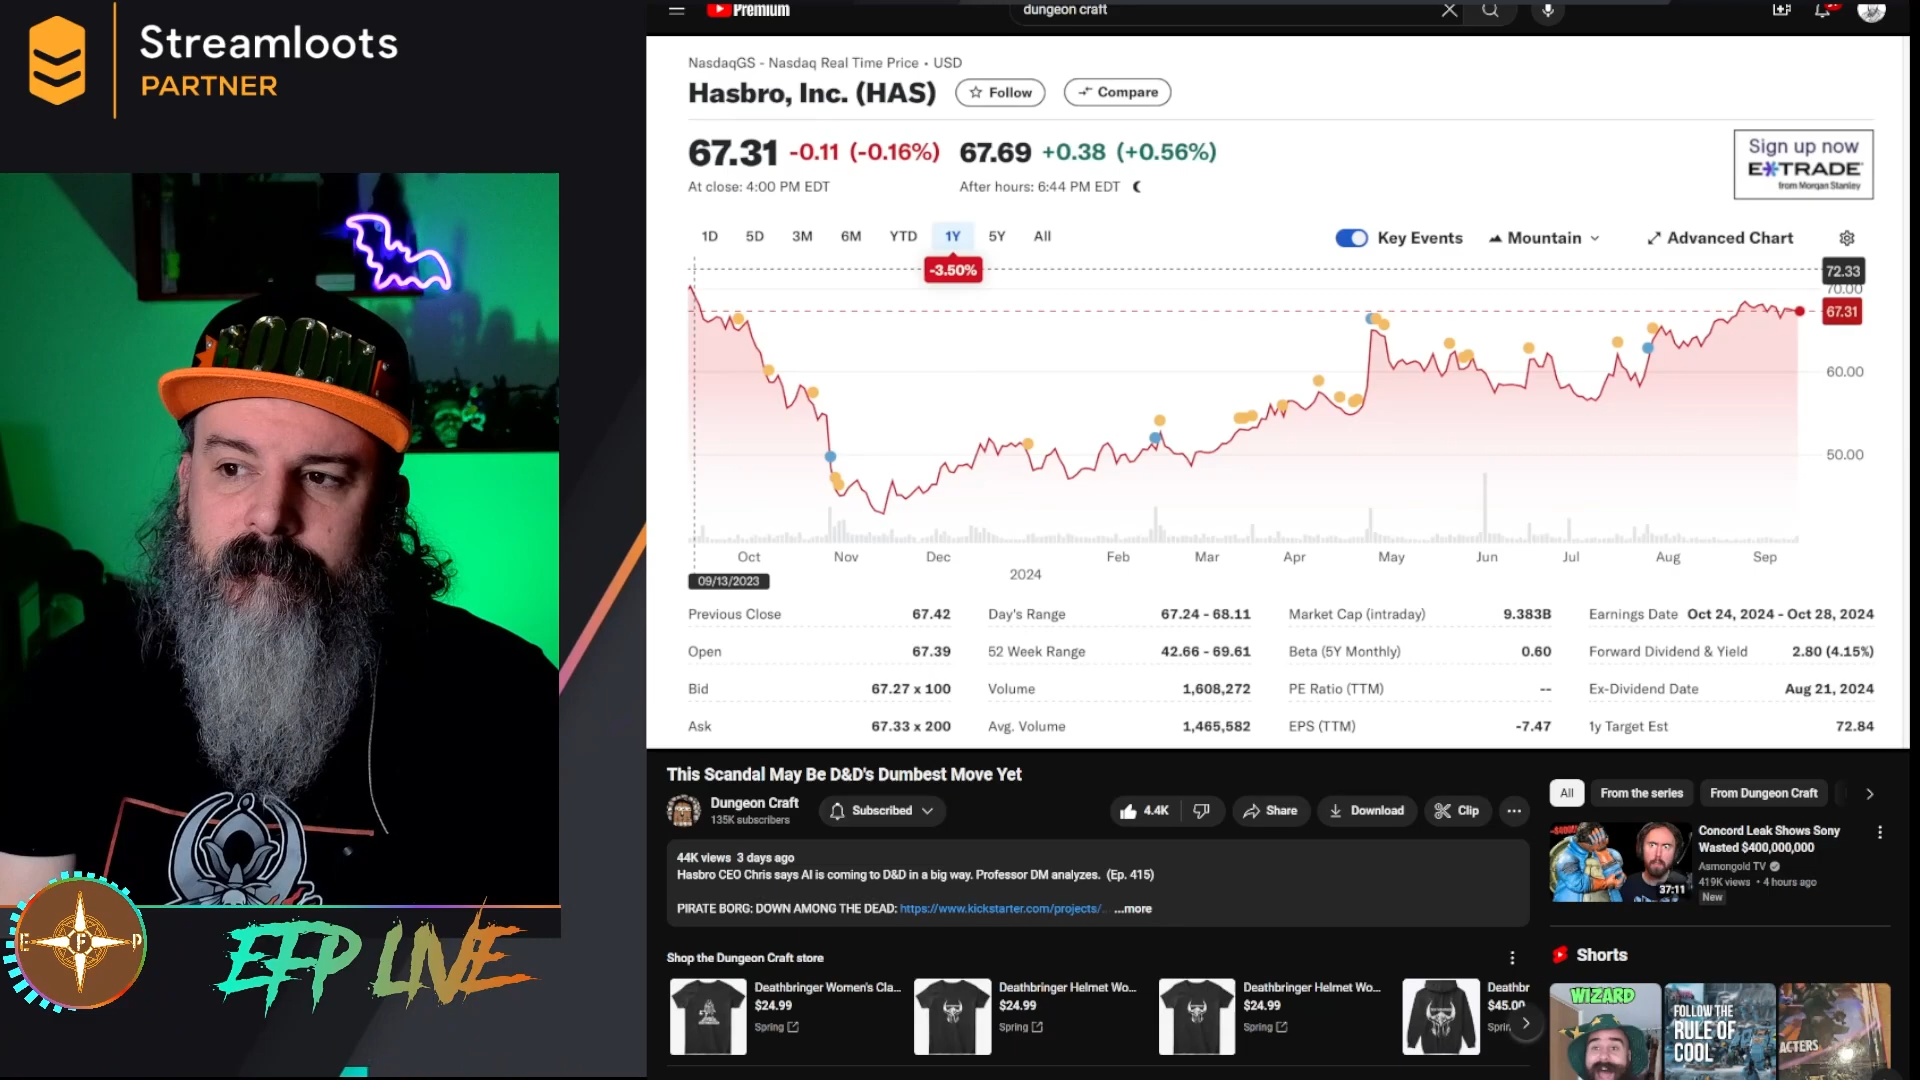 Streamloots
PARTNER
Premium
dungeon craft
NasdaqGS - Nasdaq Real Time Price • USD
Hasbro, Inc. (HAS)
Follow
Compare
67.31 -0.11 (-0.16%) 67.69 +0.38 (+0.56%)
At close: 4:00 PM EDT
After hours: 6:44 PM EDT
Sign up now
E*TRADE
from Morgan Stanley
1D 5D 3M 6M YTD 1Y 5Y All
Key Events
Mountain
Advanced Chart
-3.50%
72.33
70.00
67.31
60.00
50.00
Oct Nov Dec Feb Mar Apr May Jun Jul Aug Sep
2024
09/13/2023
Previous Close 67.42 Day's Range 67.24 - 68.11 Market Cap (intraday) 9.383B Earnings Date Oct 24, 2024 - Oct 28, 2024
Open 67.39 52 Week Range 42.66 - 69.61 Beta (5Y Monthly) 0.60 Forward Dividend & Yield 2.80 (4.15%)
Bid 67.27 x 100 Volume 1,608,272 PE Ratio (TTM) -- Ex-Dividend Date Aug 21, 2024
Ask 67.33 x 200 Avg. Volume 1,465,582 EPS (TTM) -7.47 1y Target Est 72.84
This Scandal May Be D&D's Dumbest Move Yet
Dungeon Craft
135K subscribers
Subscribed
4.4K
Share
Download
Clip
44K views 3 days ago
Hasbro CEO Chris says AI is coming to D&D in a big way. Professor DM analyzes. (Ep. 415)
PIRATE BORG: DOWN AMONG THE DEAD: https://www.kickstarter.com/projects/... ...more
Shop the Dungeon Craft store
Deathbringer Women's Cla...
$24.99
Spring
Deathbringer Helmet Wo...
$24.99
Spring
Deathbringer Helmet Wo...
$24.99
Spring
Deathbr
$45.00
Sprin
All
From the series
From Dungeon Craft
Concord Leak Shows Sony
Wasted $400,000,000
Asmongold TV
419K views • 4 hours ago
New
37:11
Shorts
WIZARD
FOLLOW THE
RULE OF
COOL
ACTERS
E F P
EFP LIVE